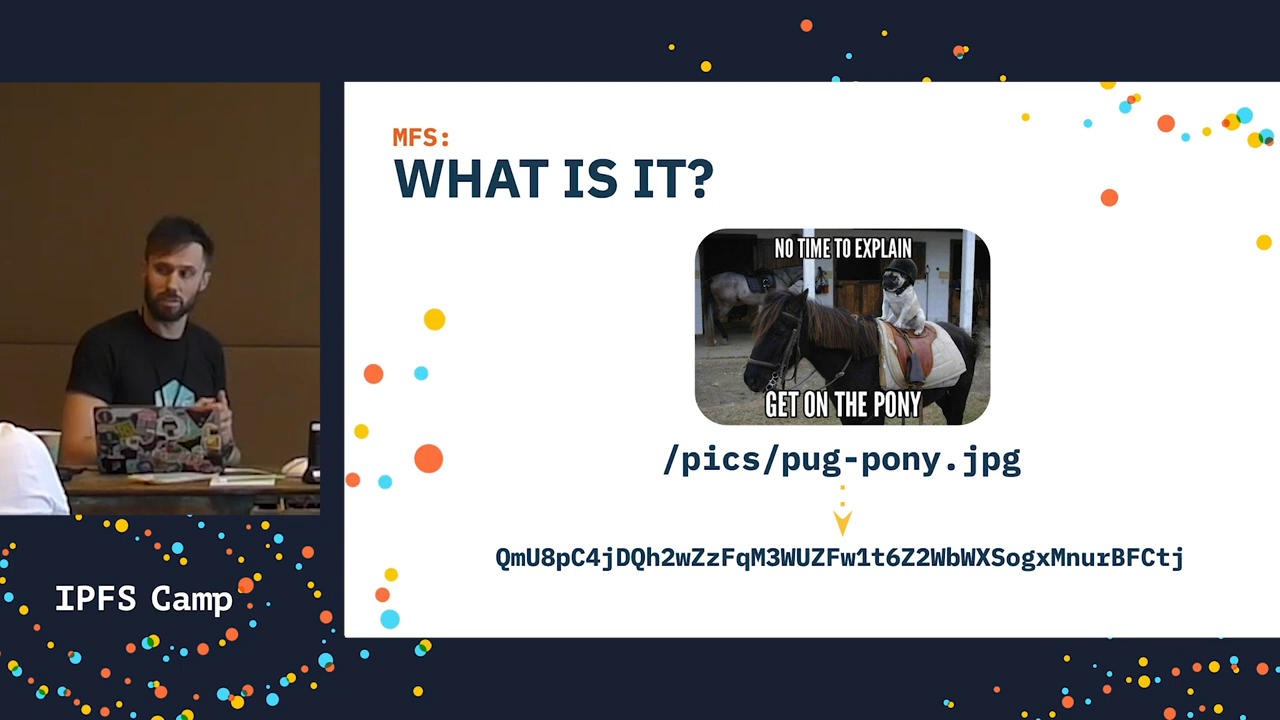 MFS:
WHAT IS IT?
NO TIME TO EXPLAIN
GET ON THE PONY
/pics/pug-pony.jpg
QmU8pC4jDQh2wZzFqM3WUZFw1t6Z2WbWXSogxMnurBFCtj
IPFS Camp